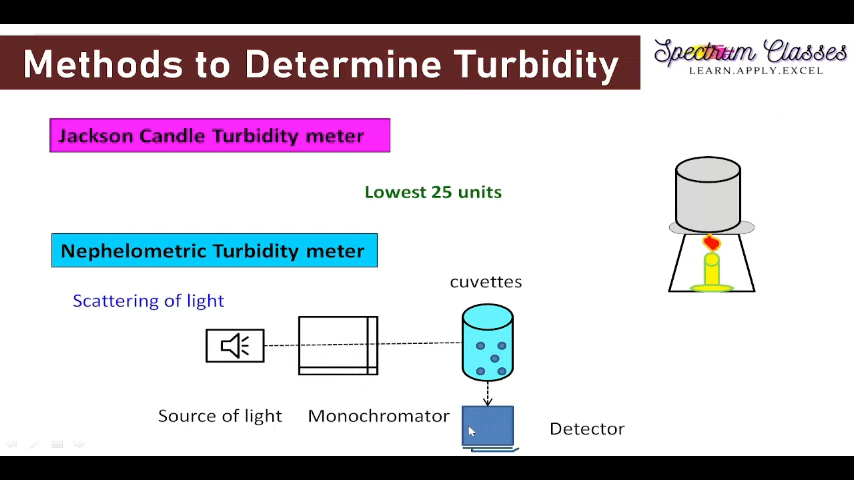 Methods to Determine Turbidity
Spectrum Classes
LEARN.APPLY.EXCEL
Jackson Candle Turbidity meter
Lowest 25 units
Nephelometric Turbidity meter
cuvettes
Scattering of light
Source of light
Monochromator
Detector